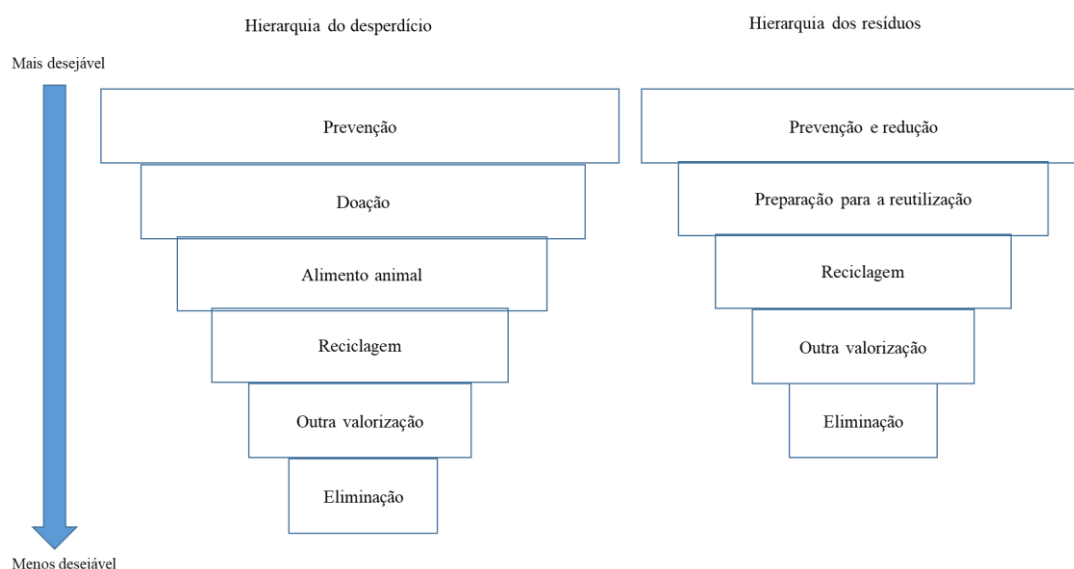 Hierarquia do desperdício
Hierarquia dos resíduos
Mais desejável
Prevenção
Doação
Alimento animal
Reciclagem
Outra valorização
Eliminação
Prevenção e redução
Preparação para a reutilização
Reciclagem
Outra valorização
Eliminação
Menos desejável